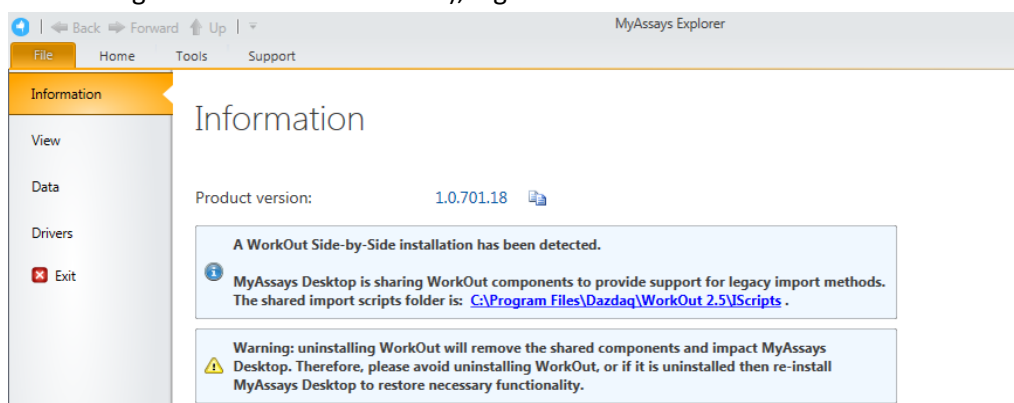 Back Forward Up MyAssays Explorer
File Home Tools Support
Information
Information
View
Data
Product version: 1.0.701.18
Drivers
A WorkOut Side-by-Side installation has been detected.
Exit
MyAssays Desktop is sharing WorkOut components to provide support for legacy import methods.
The shared import scripts folder is: C:\Program Files\Dazdaq\WorkOut 2.5\IScripts .
Warning: uninstalling WorkOut will remove the shared components and impact MyAssays
Desktop. Therefore, please avoid uninstalling WorkOut, or if it is uninstalled then re-install
MyAssays Desktop to restore necessary functionality.